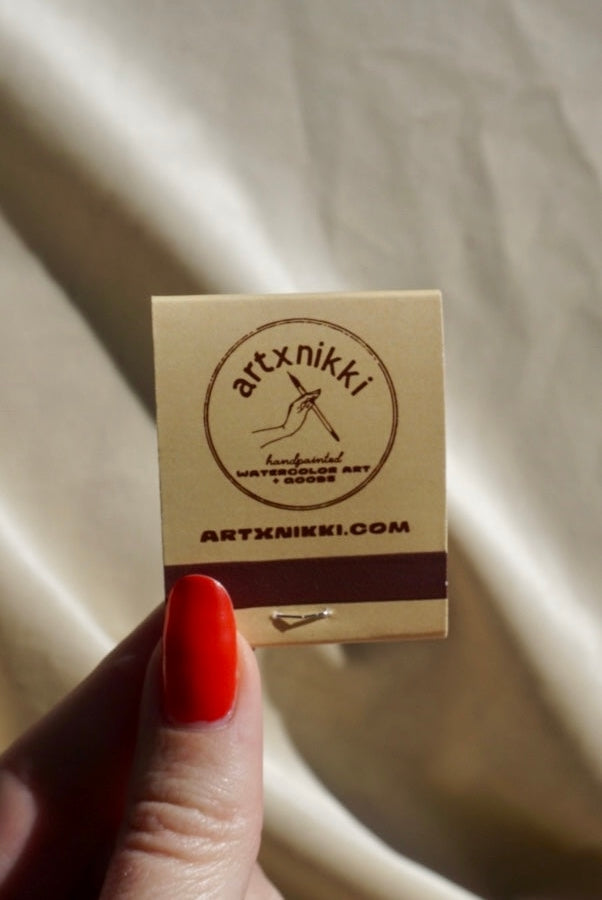 artxnikki
handpainted
WATERCOLOR ART
+ GOODS
ARTXNIKKI.COM